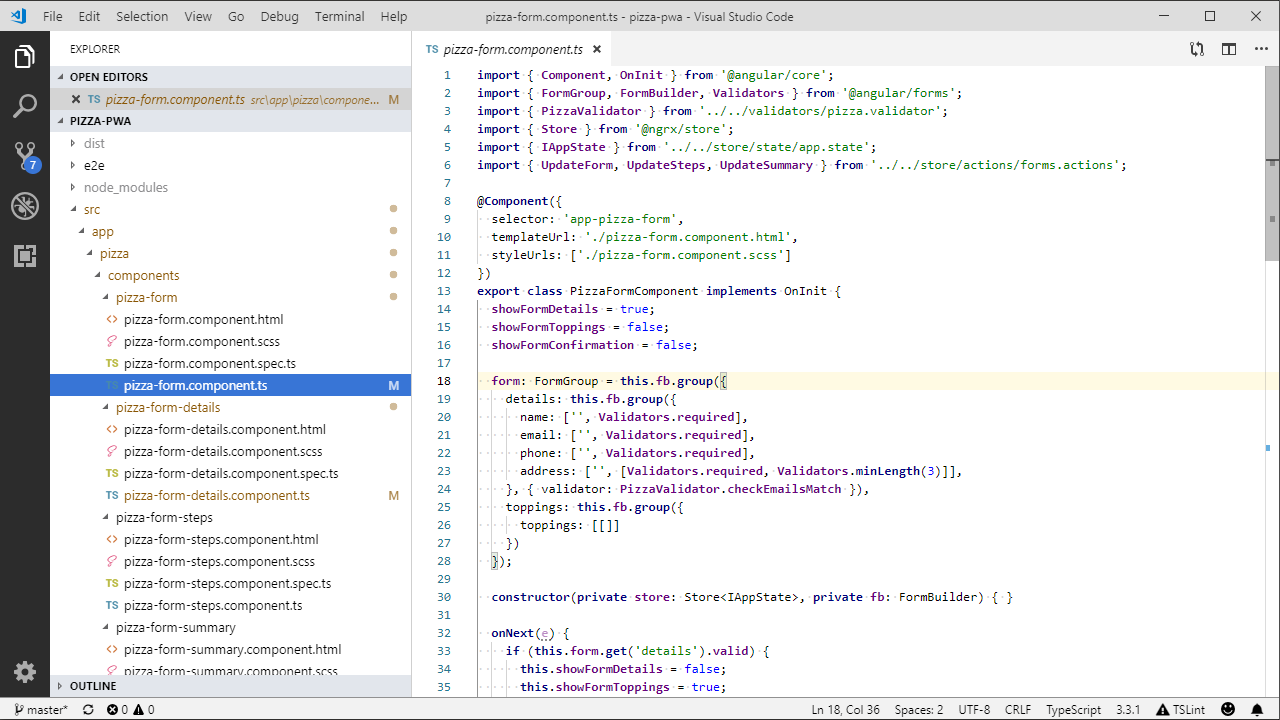 File Edit Selection View Go Debug Terminal Help pizza-form.component.ts - pizza-pwa - Visual Studio Code
EXPLORER
OPEN EDITORS
TS pizza-form.component.ts src\app\pizza\compone... M
PIZZA-PWA
dist
e2e
node_modules
src
app
pizza
components
pizza-form
<> pizza-form.component.html
pizza-form.component.scss
TS pizza-form.component.spec.ts
TS pizza-form.component.ts M
pizza-form-details
<> pizza-form-details.component.html
pizza-form-details.component.scss
TS pizza-form-details.component.spec.ts
TS pizza-form-details.component.ts M
pizza-form-steps
<> pizza-form-steps.component.html
pizza-form-steps.component.scss
TS pizza-form-steps.component.spec.ts
TS pizza-form-steps.component.ts
pizza-form-summary
<> pizza-form-summary.component.html
pizza-form-summary.component.scss
OUTLINE
7
TS pizza-form.component.ts
1 import { Component, OnInit } from '@angular/core';
2 import { FormGroup, FormBuilder, Validators } from '@angular/forms';
3 import { PizzaValidator } from '../../validators/pizza.validator';
4 import { Store } from '@ngrx/store';
5 import { IAppState } from '../../store/state/app.state';
6 import { UpdateForm, UpdateSteps, UpdateSummary } from '../../store/actions/forms.actions';
7
8 @Component({
9 selector: 'app-pizza-form',
10 templateUrl: './pizza-form.component.html',
11 styleUrls: ['./pizza-form.component.scss']
12 })
13 export class PizzaFormComponent implements OnInit {
14 showFormDetails = true;
15 showFormToppings = false;
16 showFormConfirmation = false;
17
18 form: FormGroup = this.fb.group({
19 details: this.fb.group({
20 name: ['', Validators.required],
21 email: ['', Validators.required],
22 phone: ['', Validators.required],
23 address: ['', [Validators.required, Validators.minLength(3)]],
24 }, { validator: PizzaValidator.checkEmailsMatch }),
25 toppings: this.fb.group({
26 toppings: [[]]
27 })
28 });
29
30 constructor(private store: Store<IAppState>, private fb: FormBuilder) { }
31
32 onNext(e) {
33 if (this.form.get('details').valid) {
34 this.showFormDetails = false;
35 this.showFormToppings = true;
master* 0 0 Ln 18, Col 36 Spaces: 2 UTF-8 CRLF TypeScript 3.3.1 TSLint